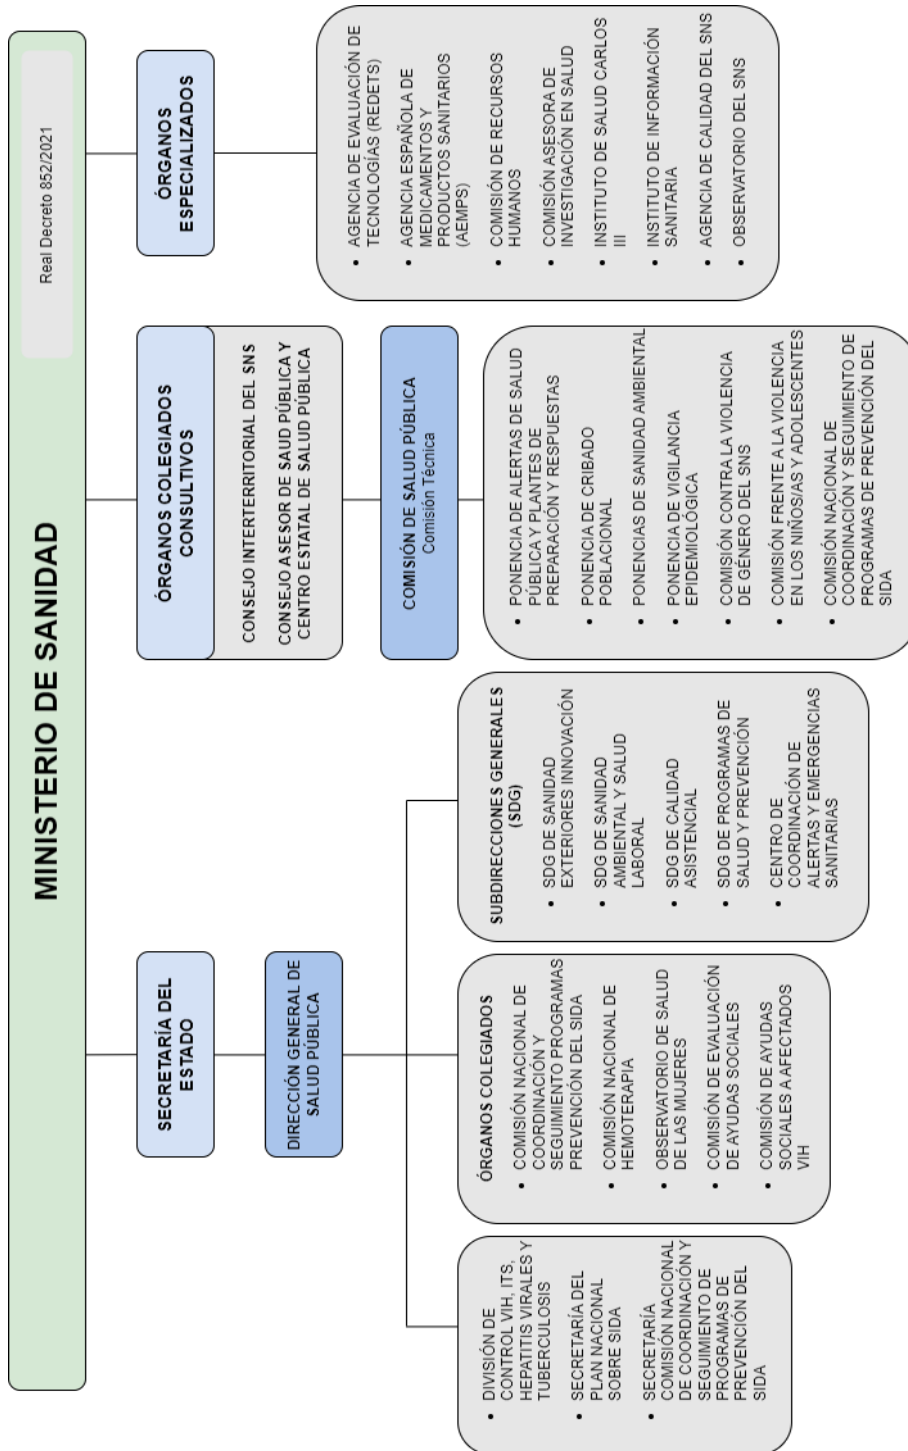 MINISTERIO DE SANIDAD
Real Decreto 852/2021
SECRETARÍA DEL
ESTADO
DIRECCIÓN GENERAL DE
SALUD PÚBLICA
• DIVISIÓN DE
CONTROL VIH, ITS,
HEPATITIS VIRALES Y
TUBERCULOSIS
• SECRETARÍA DEL
PLAN NACIONAL
SOBRE SIDA
• SECRETARÍA
COMISIÓN NACIONAL
DE COORDINACIÓN Y
SEGUIMIENTO DE
PROGRAMAS DE
PREVENCIÓN DEL
SIDA
ÓRGANOS COLEGIADOS
• COMISIÓN NACIONAL DE
COORDINACIÓN Y
SEGUIMIENTO PROGRAMAS
PREVENCIÓN DEL SIDA
• COMISIÓN NACIONAL DE
HEMOTERAPIA
• OBSERVATORIO DE SALUD
DE LAS MUJERES
• COMISIÓN DE EVALUACIÓN
DE AYUDAS SOCIALES
• COMISIÓN DE AYUDAS
SOCIALES A AFECTADOS
VIH
SUBDIRECCIONES GENERALES
(SDG)
• SDG DE SANIDAD
EXTERIORES INNOVACIÓN
• SDG DE SANIDAD
AMBIENTAL Y SALUD
LABORAL
• SDG DE CALIDAD
ASISTENCIAL
• SDG DE PROGRAMAS DE
SALUD Y PREVENCIÓN
• CENTRO DE
COORDINACIÓN DE
ALERTAS Y EMERGENCIAS
SANITARIAS
ÓRGANOS COLEGIADOS
CONSULTIVOS
CONSEJO INTERTERRITORIAL DEL SNS
CONSEJO ASESOR DE SAUD PÚBLICA Y
CENTRO ESTATAL DE SALUD PÚBLICA
COMISIÓN DE SALUD PÚBLICA
Comisión Técnica
• PONENCIA DE ALERTAS DE SALUD
PÚBLICA Y PLANTES DE
PREPARACIÓN Y RESPUESTAS
• PONENCIA DE CRIBADO
POBLACIONAL
• PONENCIAS DE SANIDAD AMBIENTAL
• PONENCIA DE VIGILANCIA
EPIDEMIOLÓGICA
• COMISIÓN CONTRA LA VIOLENCIA
DE GÉNERO DEL SNS
• COMISIÓN FRENTE A LA VIOLENCIA
EN LOS NIÑOS/AS Y ADOLESCENTES
• COMISIÓN NACIONAL DE
COORDINACIÓN Y SEGUIMIENTO DE
PROGRAMAS DE PREVENCIÓN DEL
SIDA
ÓRGANOS
ESPECIALIZADOS
• AGENCIA DE EVALUACIÓN DE
TECNOLOGÍAS (REDETS)
• AGENCIA ESPAÑOLA DE
MEDICAMENTOS Y
PRODUCTOS SANITARIOS
(AEMPS)
• COMISIÓN DE RECURSOS
HUMANOS
• COMISIÓN ASESORA DE
INVESTIGACIÓN EN SALUD
• INSTITUTO DE SALUD CARLOS
III
• INSTITUTO DE INFORMACIÓN
SANITARIA
• AGENCIA DE CALIDAD DEL SNS
• OBSERVATORIO DEL SNS